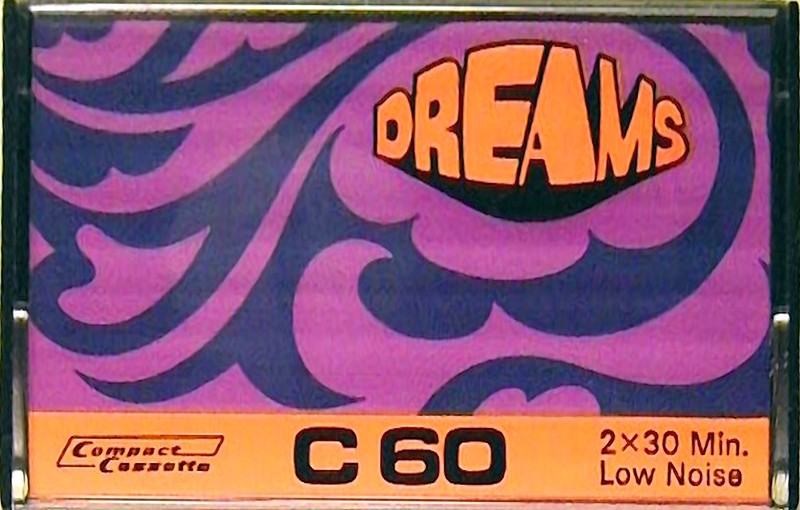 DREAMS
Compact
Cassette
C 60
2×30 Min.
Low Noise